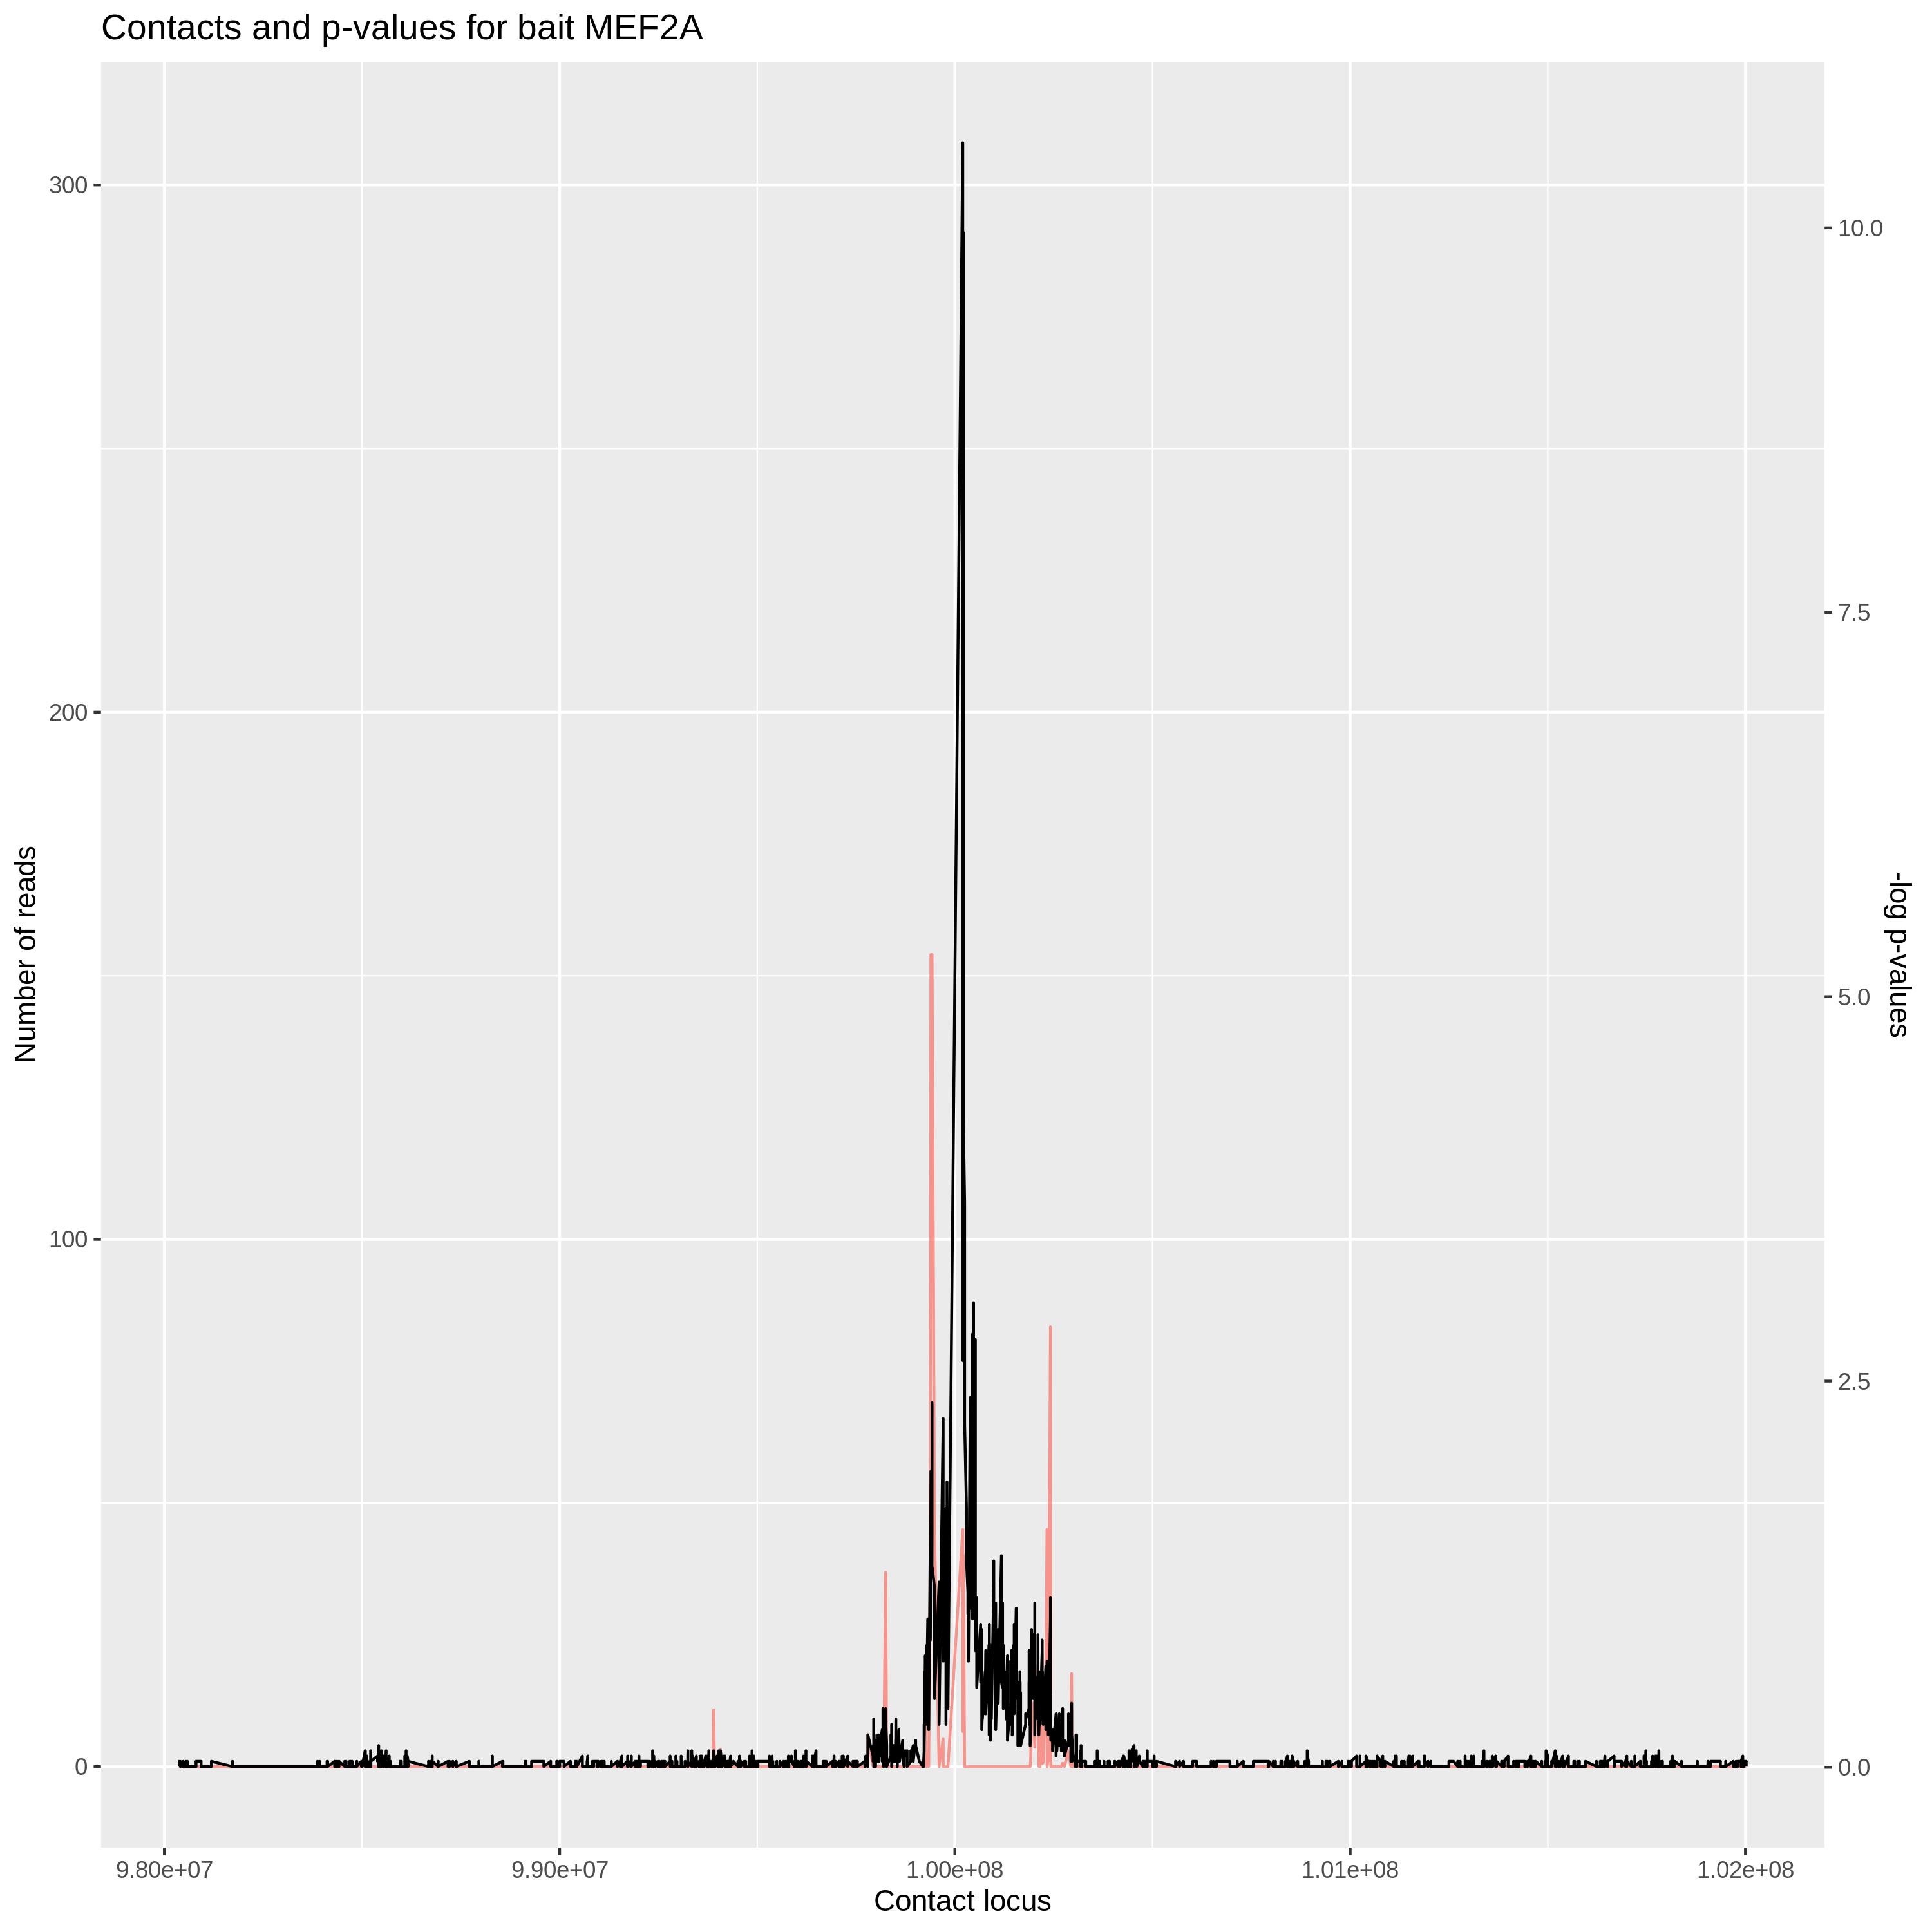 Contacts and p-values for bait MEF2A
300
200
100
0
Number of reads
10.0
7.5
5.0
2.5
0.0
-log p-values
9.80e+07
9.90e+07
1.00e+08
1.01e+08
1.02e+08
Contact locus